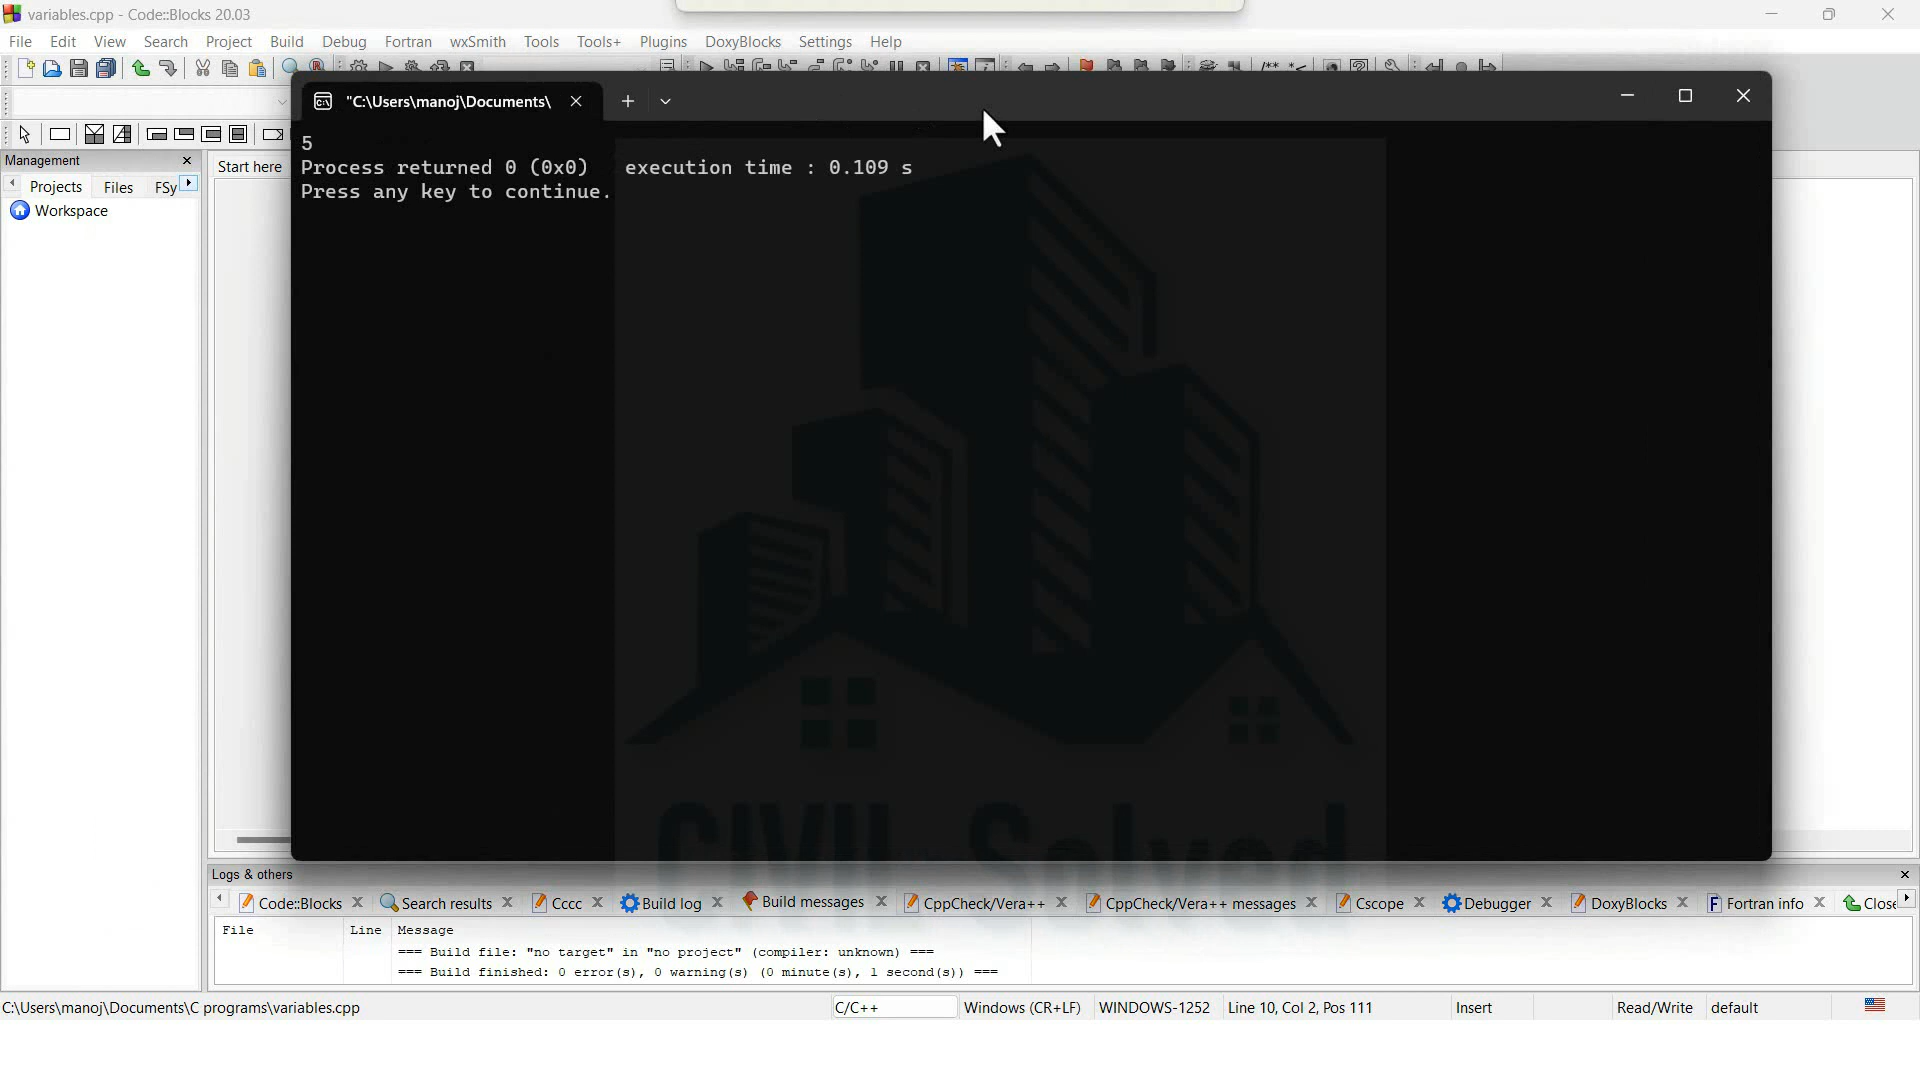 variables.cpp - Code::Blocks 20.03
File Edit View Search Project Build Debug Fortran wxSmith Tools Tools+ Plugins DoxyBlocks Settings Help
"C:\Users\manoj\Documents\
5
Process returned 0 (0x0) execution time : 0.109 s
Press any key to continue.
Management
Start here
Projects Files FSy
Workspace
CIVIL Solved
Logs & others
Code::Blocks Search results Cccc Build log Build messages CppCheck/Vera++ CppCheck/Vera++ messages Cscope Debugger DoxyBlocks Fortran info Close
File Line Message
=== Build file: "no target" in "no project" (compiler: unknown) ===
=== Build finished: 0 error(s), 0 warning(s) (0 minute(s), 1 second(s)) ===
C:\Users\manoj\Documents\C programs\variables.cpp C/C++ Windows (CR+LF) WINDOWS-1252 Line 10, Col 2, Pos 111 Insert Read/Write default